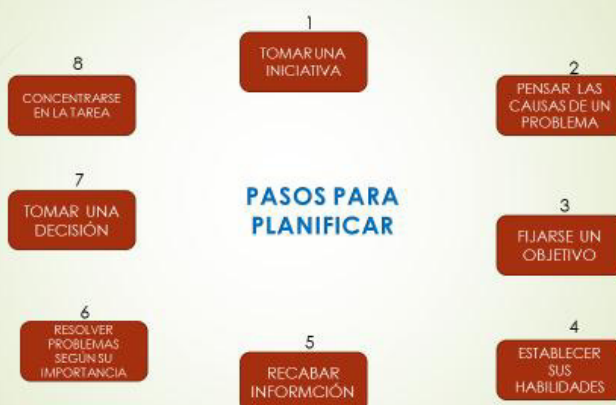 1
TOMAR UNA
INICIATIVA
2
PENSAR LAS
CAUSAS DE UN
PROBLEMA
3
FIJARSE UN
OBJETIVO
4
ESTABLECER
SUS
HABILIDADES
5
RECABAR
INFORMCIÓN
6
RESOLVER
PROBLEMAS
SEGÚN SU
IMPORTANCIA
7
TOMAR UNA
DECISIÓN
8
CONCENTRARSE
EN LA TAREA
PASOS PARA
PLANIFICAR